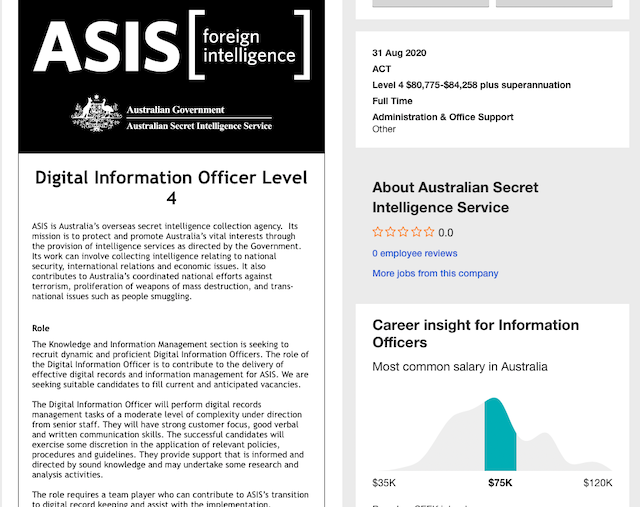 ASIS [foreign
intelligence]
Australian Government
Australian Secret Intelligence Service
Digital Information Officer Level
4
ASIS is Australia's overseas secret intelligence collection agency.  Its
mission is to protect and promote Australia's vital interests through
the provision of intelligence services as directed by the Government.
Its work can involve collecting intelligence relating to national
security, international relations and economic issues. It also
contributes to Australia's coordinated national efforts against
terrorism, proliferation of weapons of mass destruction, and trans-
national issues such as people smuggling.
Role
The Knowledge and Information Management section is seeking to
recruit dynamic and proficient Digital Information Officers. The role of
the Digital Information Officer is to contribute to the delivery of
effective digital records and information management for ASIS. We are
seeking suitable candidates to fill current and anticipated vacancies.
The Digital Information Officer will perform digital records
management tasks of a moderate level of complexity under direction
from senior staff. They will have strong customer focus, good verbal
and written communication skills. The successful candidates will
exercise some discretion in the application of relevant policies,
procedures and guidelines. They provide support that is informed and
directed by sound knowledge and may undertake some research and
analysis activities.
The role requires a team player who can contribute to ASIS's transition
to digital record keeping and assist with the implementation,
31 Aug 2020
ACT
Level 4 $80,775-$84,258 plus superannuation
Full Time
Administration & Office Support
Other
About Australian Secret
Intelligence Service
0.0
0 employee reviews
More jobs from this company
Career insight for Information
Officers
Most common salary in Australia
$35K $75K $120K